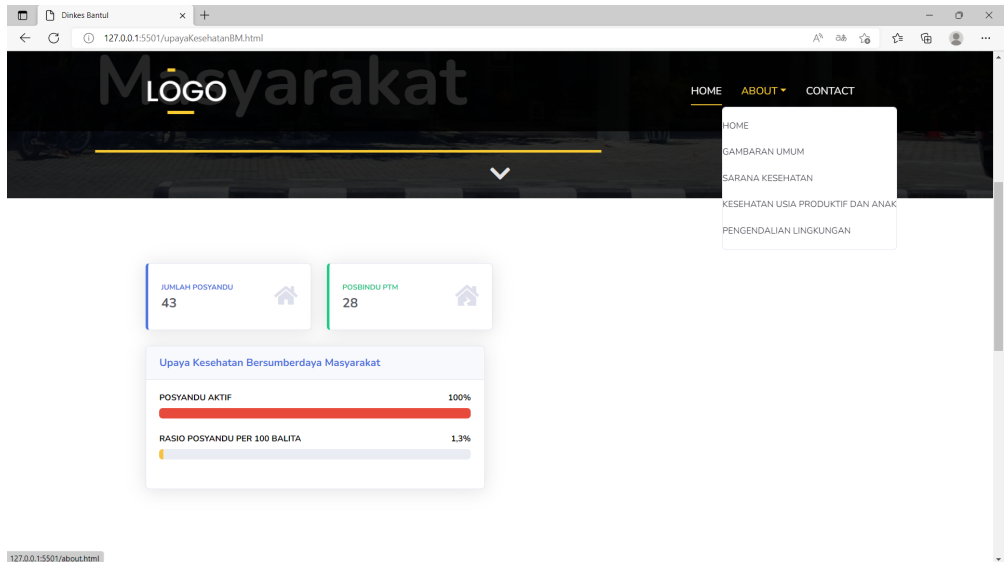 Dinkes Bantul
127.0.0.1:5501/upayaKesehatanBM.html
Masyarakat
LOGO
HOME ABOUT CONTACT
HOME
GAMBARAN UMUM
SARANA KESEHATAN
KESEHATAN USIA PRODUKTIF DAN ANAK
PENGENDALIAN LINGKUNGAN
JUMLAH POSYANDU
43
POSBINDU PTM
28
Upaya Kesehatan Bersumberdaya Masyarakat
POSYANDU AKTIF 100%
RASIO POSYANDU PER 100 BALITA 1,3%
127.0.0.1:5501/about.html